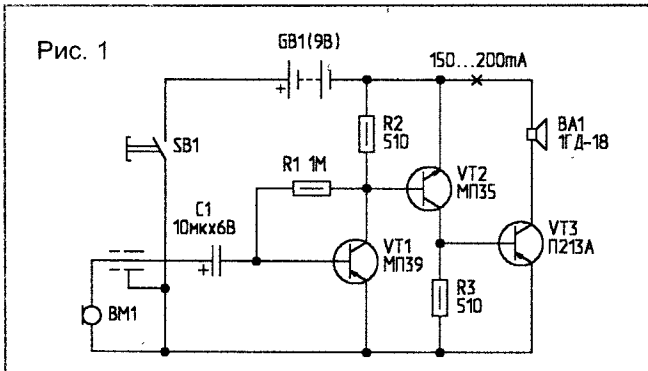 Рис. 1
GB1(9В)
+
150...200mA
SB1
R2
510
BA1
1ГД-18
R1 1M
VT2
МП35
C1
10мкх6В
+
VT1
МП39
VT3
П213А
R3
510
BM1